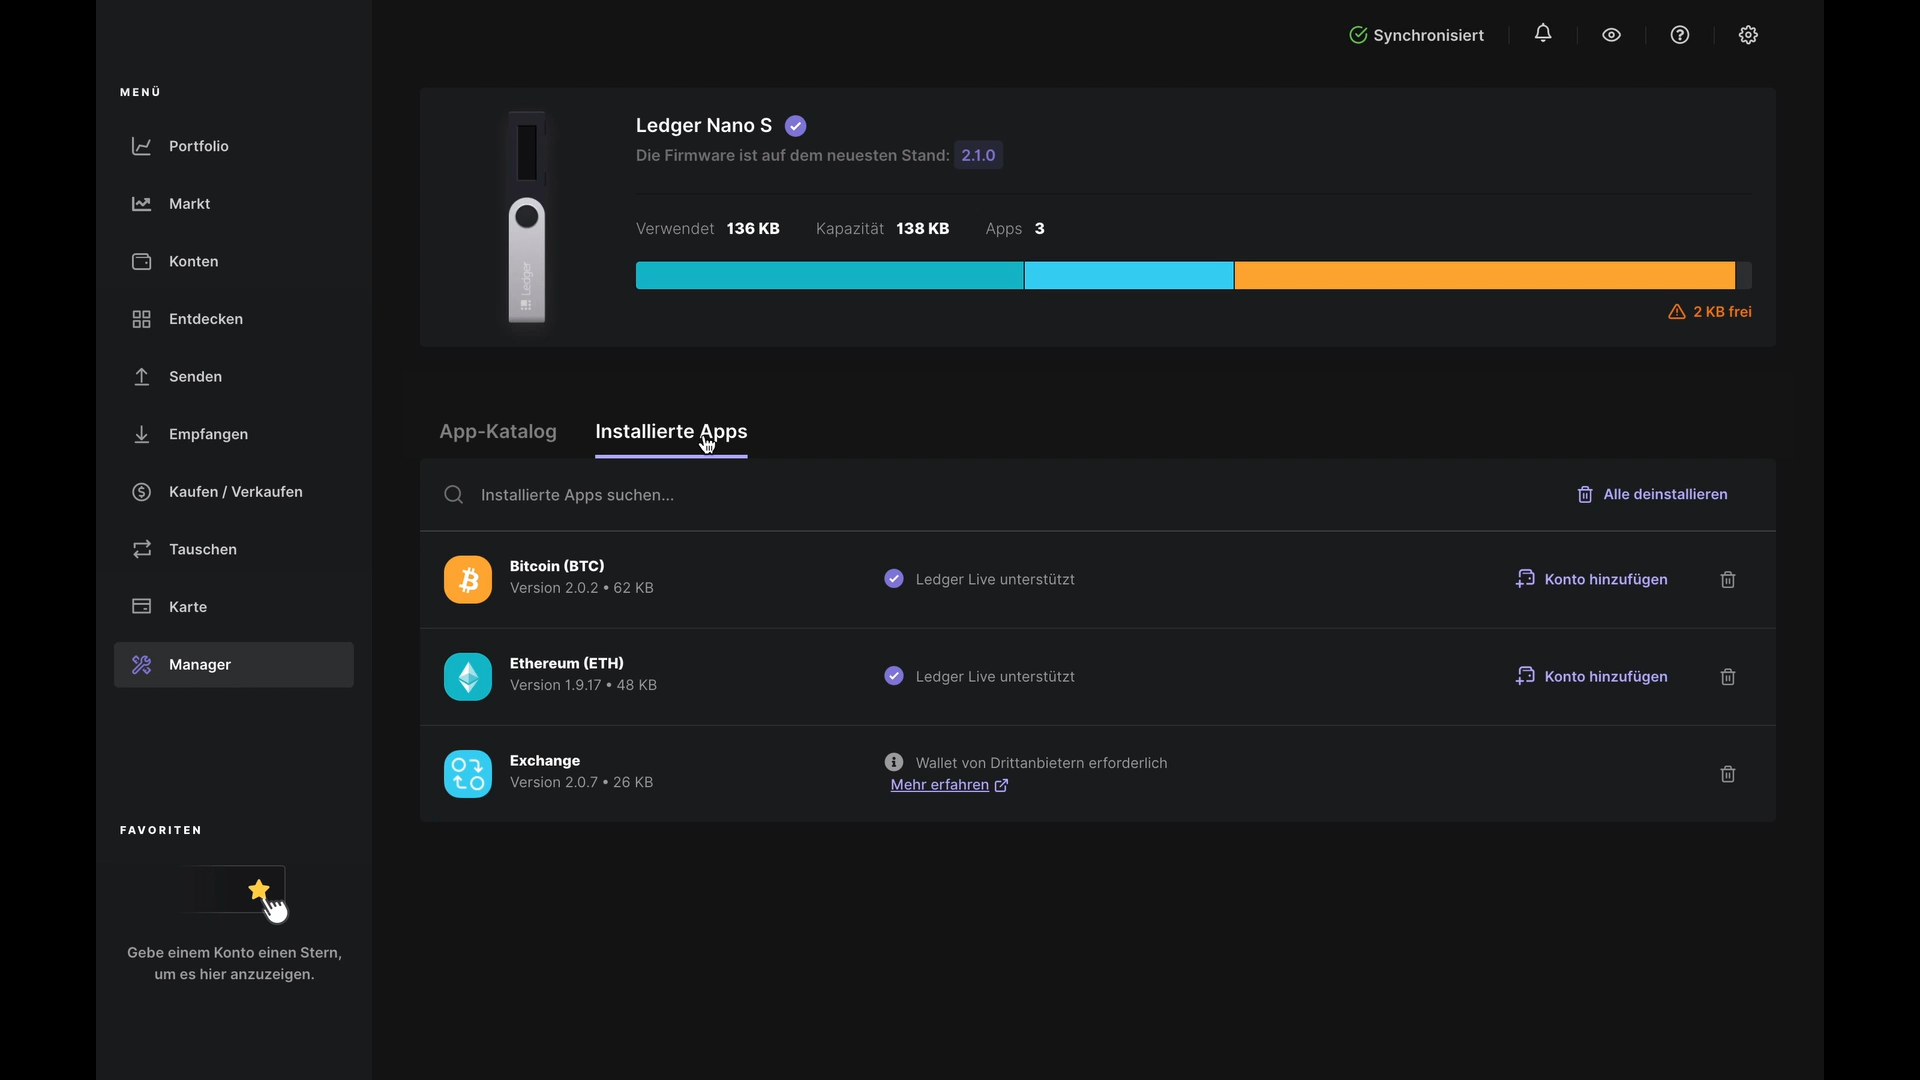 Synchronisiert
MENÜ
Portfolio
Markt
Konten
Entdecken
Senden
Empfangen
Kaufen / Verkaufen
Tauschen
Karte
Manager
FAVORITEN
Gebe einem Konto einen Stern,
um es hier anzuzeigen.
Ledger
Ledger Nano S
Die Firmware ist auf dem neuesten Stand: 2.1.0
Verwendet 136 KB Kapazität 138 KB Apps 3
2 KB frei
App-Katalog Installierte Apps
Installierte Apps suchen... Alle deinstallieren
Bitcoin (BTC)
Version 2.0.2 • 62 KB
Ledger Live unterstützt
Konto hinzufügen
Ethereum (ETH)
Version 1.9.17 • 48 KB
Ledger Live unterstützt
Konto hinzufügen
Exchange
Version 2.0.7 • 26 KB
Wallet von Drittanbietern erforderlich
Mehr erfahren